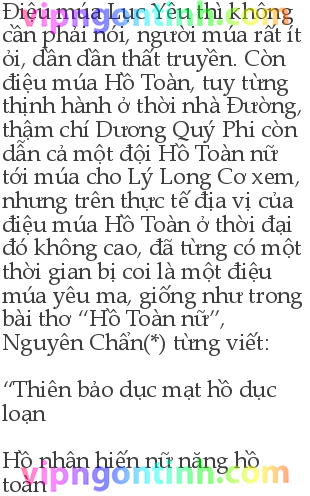 Điệu múa Lục Yêu thì không
cần phải nói, người múa rất ít
ỏi, dần dần thất truyền. Còn
điệu múa Hồ Toàn, tuy từng
thịnh hành ở thời nhà Đường,
thậm chí Dương Quý Phi còn
dẫn cả một đội Hồ Toàn nữ
tới múa cho Lý Long Cơ xem,
nhưng trên thực tế địa vị của
điệu múa Hồ Toàn ở thời đại
đó không cao, đã từng có một
thời gian bị coi là một điệu
múa yêu ma, giống như trong
bài thơ “Hồ Toàn nữ”,
Nguyên Chẩn(*) từng viết:
“Thiên bảo dục mạt hồ dục
loạn
Hồ nhân hiến nữ năng hồ
toàn
vipngontinh.com
vipngontinh.com